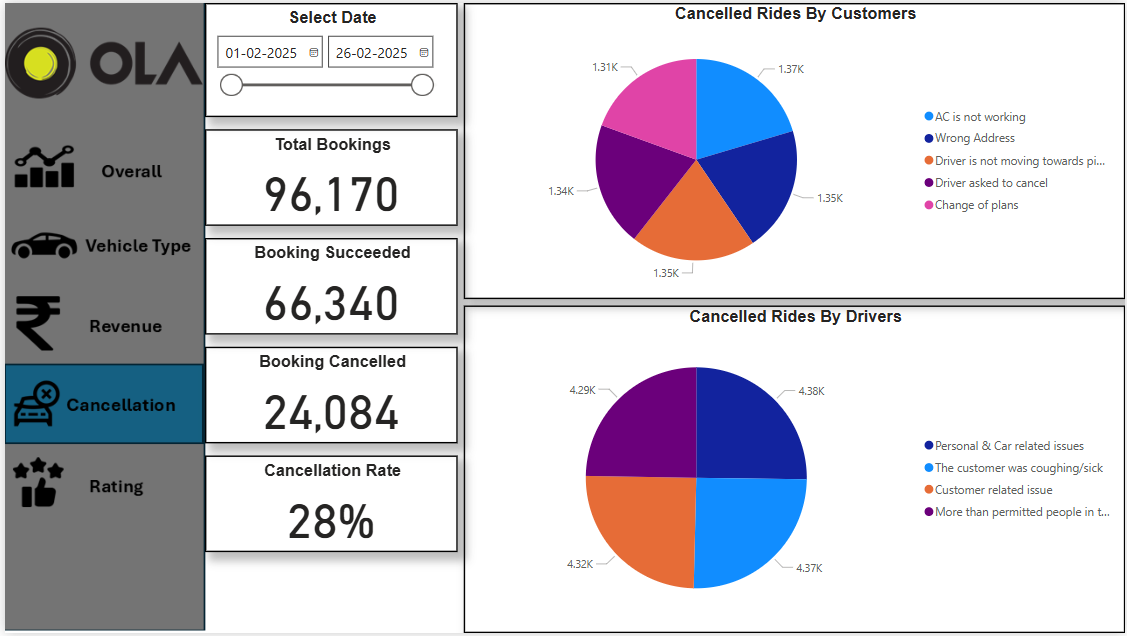 OLA
Overall
Vehicle Type
Revenue
Cancellation
Rating
Select Date
01-02-2025 26-02-2025
Total Bookings
96,170
Booking Succeeded
66,340
Booking Cancelled
24,084
Cancellation Rate
28%
Cancelled Rides By Customers
1.31K
1.37K
1.34K
1.35K
1.35K
AC is not working
Wrong Address
Driver is not moving towards pi...
Driver asked to cancel
Change of plans
Cancelled Rides By Drivers
4.29K
4.38K
4.32K
4.37K
Personal & Car related issues
The customer was coughing/sick
Customer related issue
More than permitted people in t...